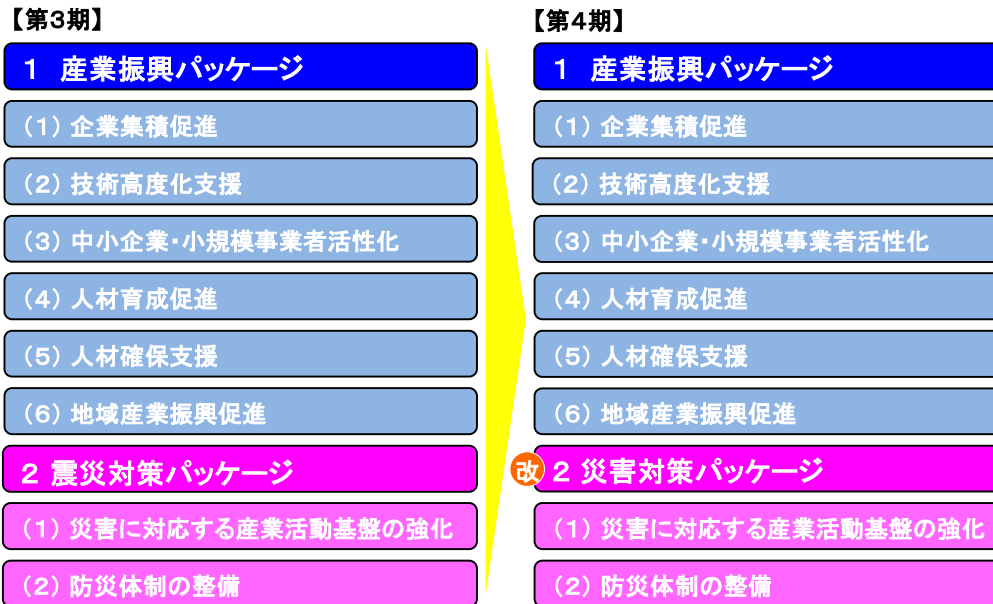 【第3期】
1 産業振興パッケージ
(1) 企業集積促進
(2) 技術高度化支援
(3) 中小企業・小規模事業者活性化
(4) 人材育成促進
(5) 人材確保支援
(6) 地域産業振興促進
2 震災対策パッケージ
(1) 災害に対応する産業活動基盤の強化
(2) 防災体制の整備
【第4期】
1 産業振興パッケージ
(1) 企業集積促進
(2) 技術高度化支援
(3) 中小企業・小規模事業者活性化
(4) 人材育成促進
(5) 人材確保支援
(6) 地域産業振興促進
改 2 災害対策パッケージ
(1) 災害に対応する産業活動基盤の強化
(2) 防災体制の整備